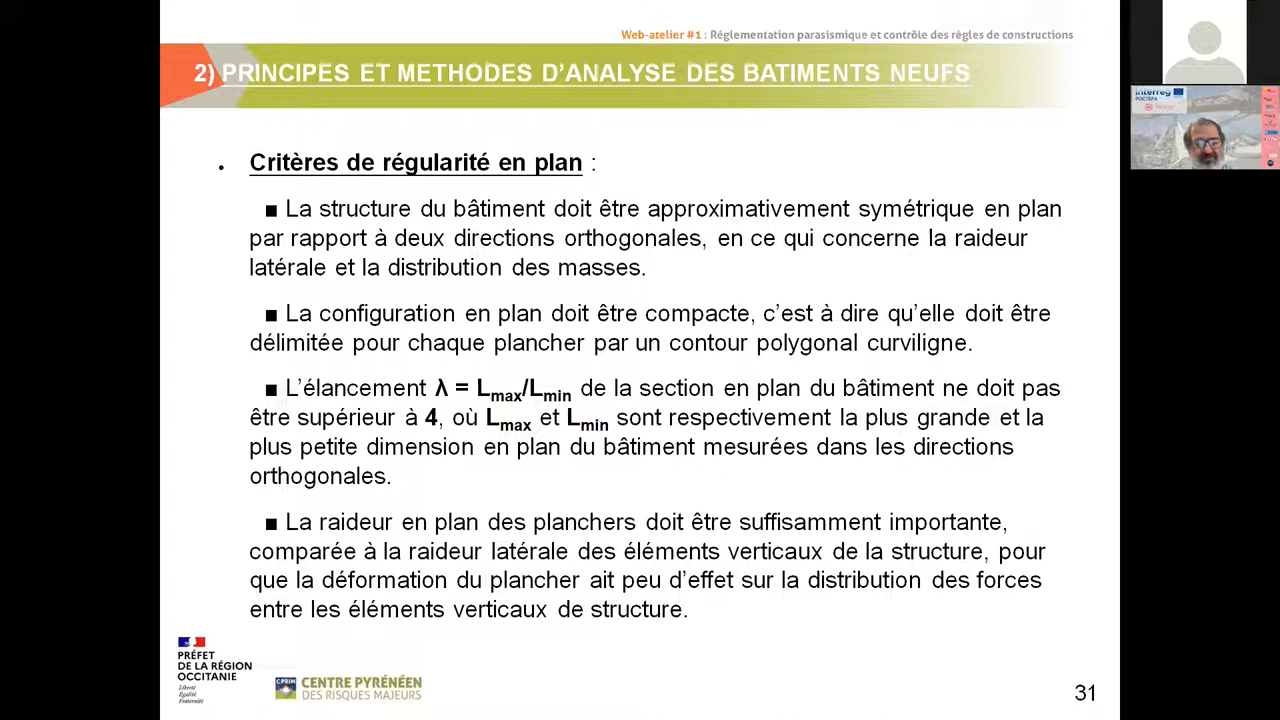 Web-atelier #1 : Réglementation parasismique et contrôle des règles de constructions
2) PRINCIPES ET METHODES D'ANALYSE DES BATIMENTS NEUFS
• Critères de régularité en plan :
■ La structure du bâtiment doit être approximativement symétrique en plan
par rapport à deux directions orthogonales, en ce qui concerne la raideur
latérale et la distribution des masses.
■ La configuration en plan doit être compacte, c'est à dire qu'elle doit être
délimitée pour chaque plancher par un contour polygonal curviligne.
■ L'élancement λ = Lmax/Lmin de la section en plan du bâtiment ne doit pas
être supérieur à 4, où Lmax et Lmin sont respectivement la plus grande et la
plus petite dimension en plan du bâtiment mesurées dans les directions
orthogonales.
■ La raideur en plan des planchers doit être suffisamment importante,
comparée à la raideur latérale des éléments verticaux de la structure, pour
que la déformation du plancher ait peu d'effet sur la distribution des forces
entre les éléments verticaux de structure.
PRÉFET
DE LA RÉGION
OCCITANIE
Liberté
Égalité
Fraternité
CPRIM
CENTRE PYRÉNÉEN
DES RISQUES MAJEURS
31
Interreg
POCTEFA